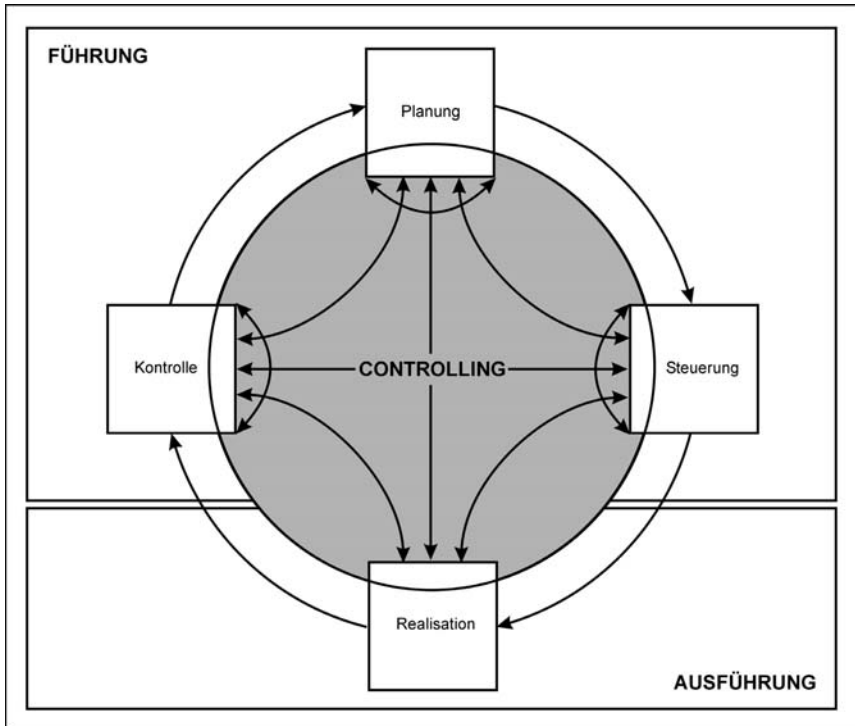 FÜHRUNG
Planung
Kontrolle
CONTROLLING
Steuerung
Realisation
AUSFÜHRUNG